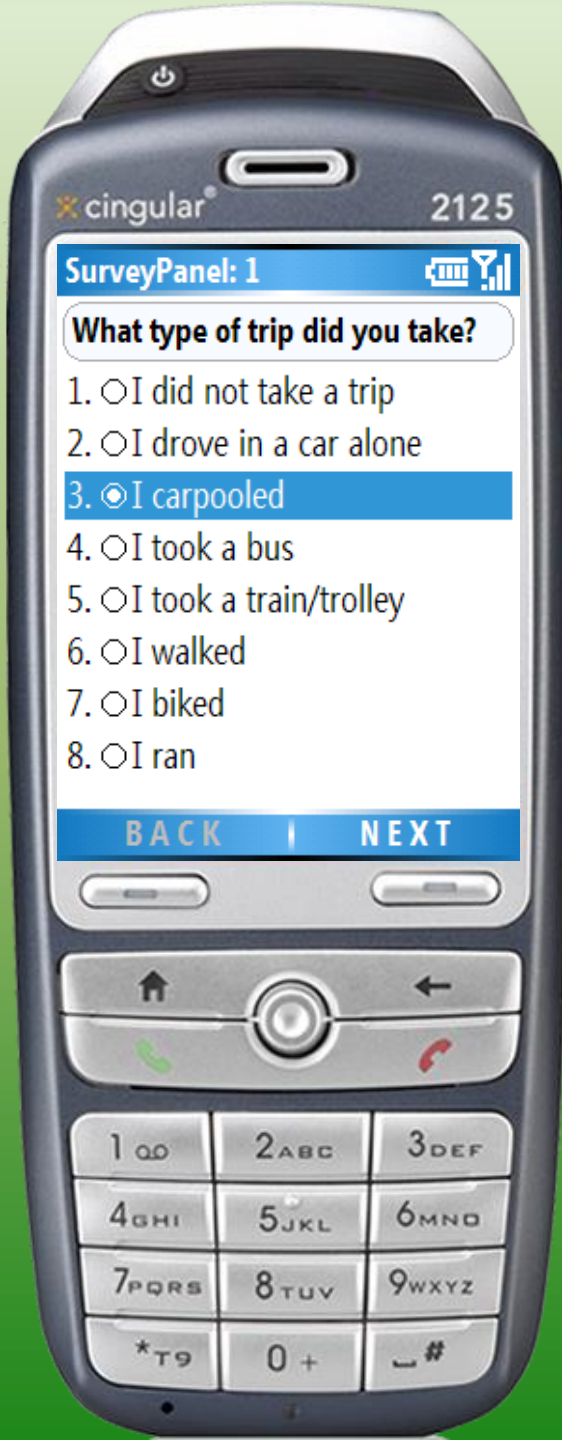 cingular®
2125
SurveyPanel: 1
What type of trip did you take?
1. I did not take a trip
2. I drove in a car alone
3. I carpooled
4. I took a bus
5. I took a train/trolley
6. I walked
7. I biked
8. I ran
BACK NEXT
1 2ABC 3DEF
4GHI 5JKL 6MNO
7PQRS 8TUV 9WXYZ
*T9 0+ #